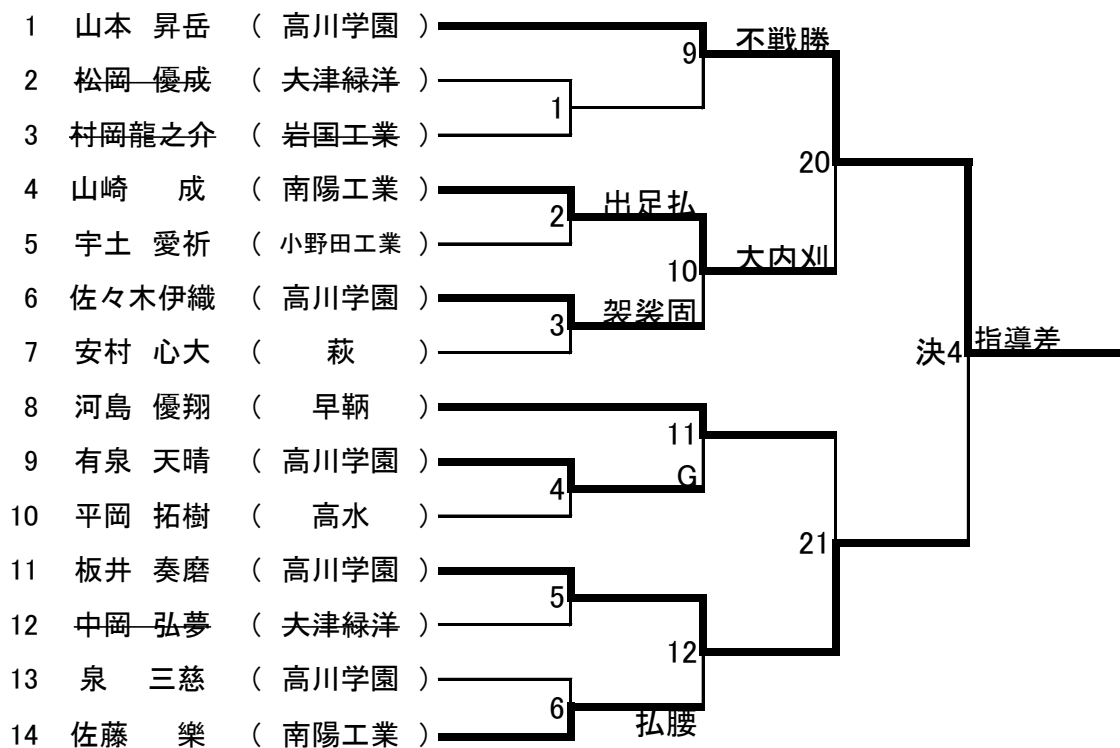 1 山本 昇岳 ( 高川学園 )
9 不戦勝
2 松岡 優成 ( 大津緑洋 )
1
3 村岡龍之介 ( 岩国工業 )
20
4 山崎 成 ( 南陽工業 )
2 出足払
5 宇土 愛祈 ( 小野田工業 )
10 大内刈
6 佐々木伊織 ( 高川学園 )
3 袈裟固
7 安村 心大 ( 萩 )
決4 指導差
8 河島 優翔 ( 早鞆 )
11
9 有泉 天晴 ( 高川学園 )
4 G
10 平岡 拓樹 ( 高水 )
21
11 板井 奏磨 ( 高川学園 )
5
12 中岡 弘夢 ( 大津緑洋 )
12
13 泉 三慈 ( 高川学園 )
6 払腰
14 佐藤 樂 ( 南陽工業 )